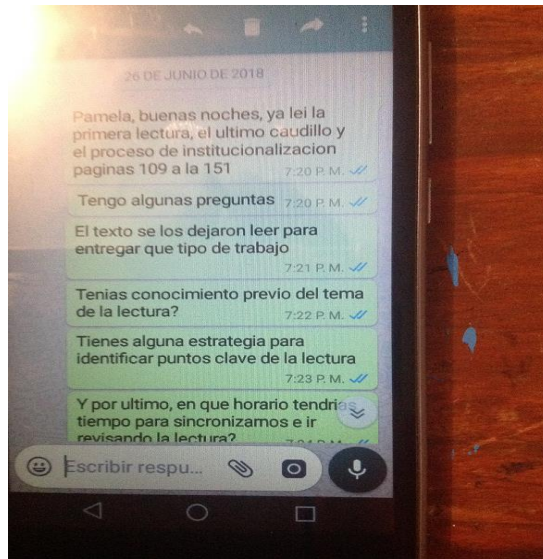 26 DE JUNIO DE 2018
Pamela, buenas noches, ya lei la
primera lectura, el ultimo caudillo y
el proceso de institucionalizacion
paginas 109 a la 151
7:20 P. M.
Tengo algunas preguntas 7:20 P. M.
El texto se los dejaron leer para
entregar que tipo de trabajo
7:21 P. M.
Tenias conocimiento previo del tema
de la lectura? 7:22 P. M.
Tienes alguna estrategia para
identificar puntos clave de la lectura
7:23 P. M.
Y por ultimo, en que horario tendrias
tiempo para sincronizarnos e ir
revisando la lectura?
Escribir respu...